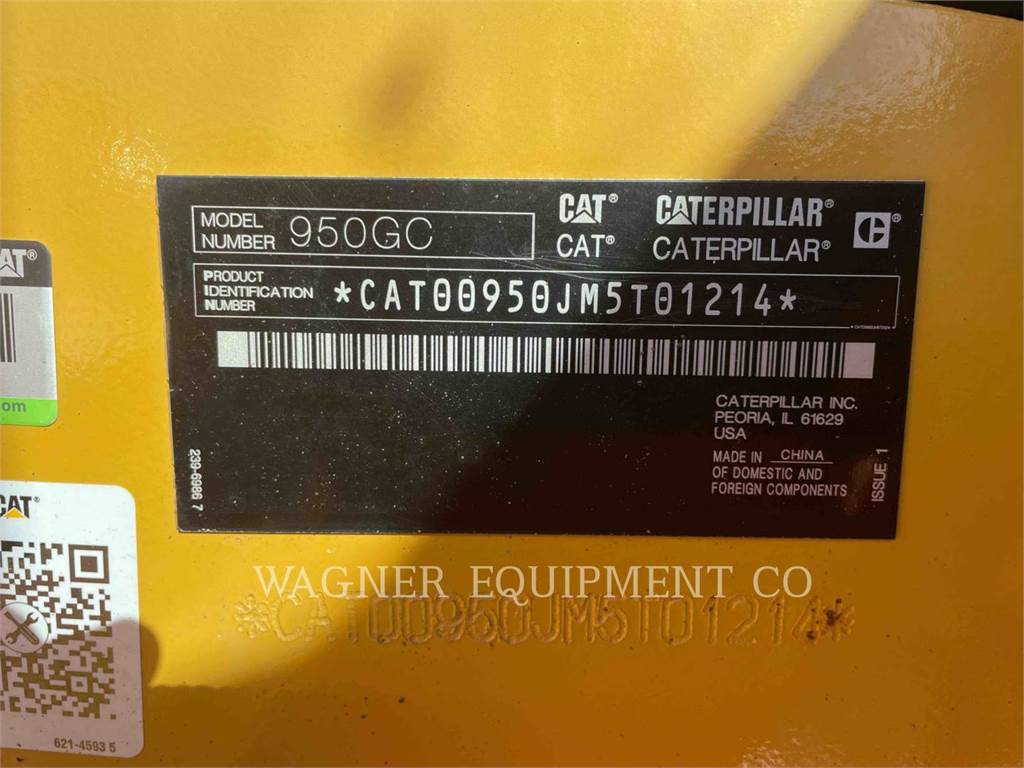 MODEL
NUMBER 950GC
CAT® CATERPILLAR®
CAT® CATERPILLAR®
PRODUCT
IDENTIFICATION
NUMBER
*CAT00950JM5T01214*
CATERPILLAR INC.
PEORIA, IL 61629
USA
MADE IN CHINA
OF DOMESTIC AND
FOREIGN COMPONENTS
ISSUE 1
239-6986 7
WAGNER EQUIPMENT CO
*CAT00950JM5T01214*
CAT®
om
CAT®
621-4593 5